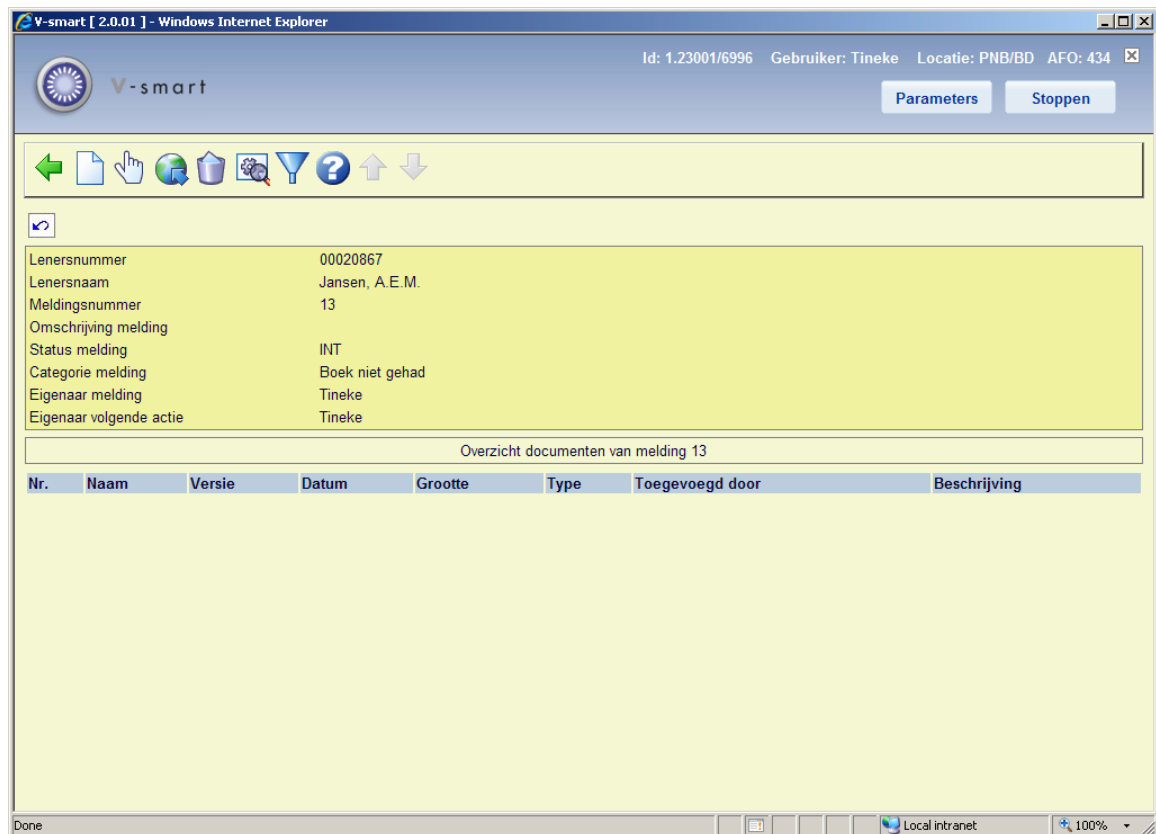 V-smart [ 2.0.01 ] - Windows Internet Explorer
Id: 1.23001/6996 Gebruiker: Tineke Locatie: PNB/BD AFO: 434
V-smart
Parameters Stoppen
Lenersnummer 00020867
Lenersnaam Jansen, A.E.M.
Meldingsnummer 13
Omschrijving melding
Status melding INT
Categorie melding Boek niet gehad
Eigenaar melding Tineke
Eigenaar volgende actie Tineke
Overzicht documenten van melding 13
Nr. Naam Versie Datum Grootte Type Toegevoegd door Beschrijving
Done Local intranet 100%